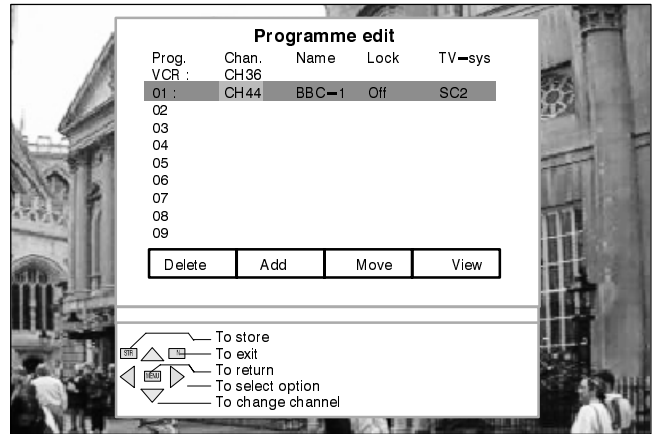 Programme edit
Prog. Chan. Name Lock TV-sys
VCR : CH36
01 : CH44 BBC-1 Off SC2
02
03
04
05
06
07
08
09
Delete Add Move View
To store
STR To exit
MENU To return
To select option
To change channel